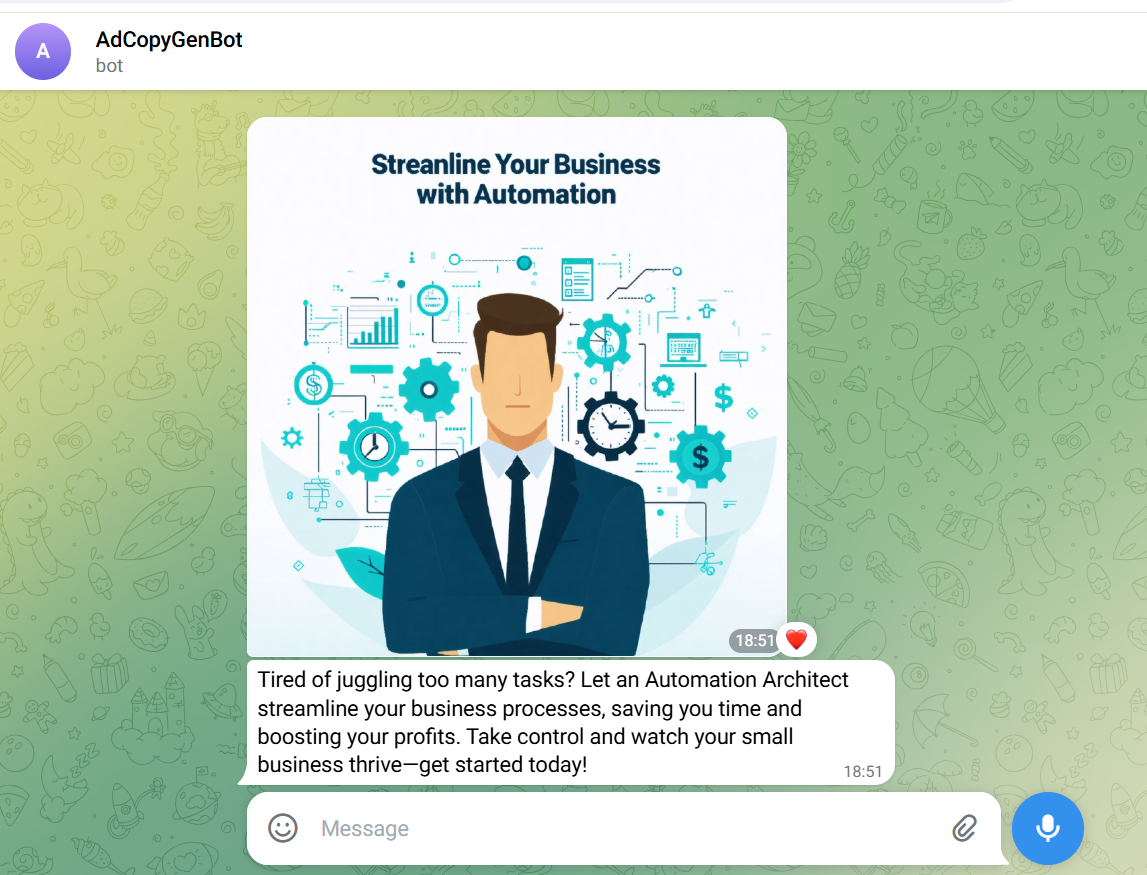 A
AdCopyGenBot
bot
Streanline Your Business
with Automation
$
$
$
18:51
Tired of juggling too many tasks? Let an Automation Architect
streamline your business processes, saving you time and
boosting your profits. Take control and watch your small
business thrive—get started today!
18:51
Message